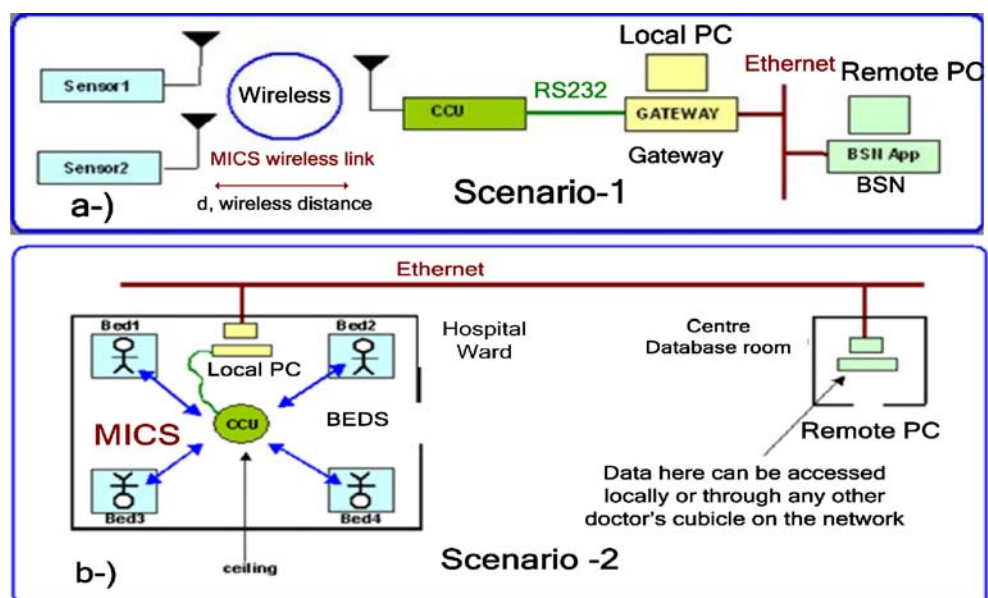 Local PC
Ethernet
Remote PC
Sensor1
Wireless
RS232
CCU
GATEWAY
BSN App
Gateway
BSN
Sensor2
MICS wireless link
d, wireless distance
a-)
Scenario-1
Ethernet
Bed1
Bed2
Hospital
Ward
Centre
Database room
Local PC
CCU
BEDS
MICS
Remote PC
Bed3
Bed4
Data here can be accessed
locally or through any other
doctor's cubicle on the network
ceiling
b-)
Scenario -2